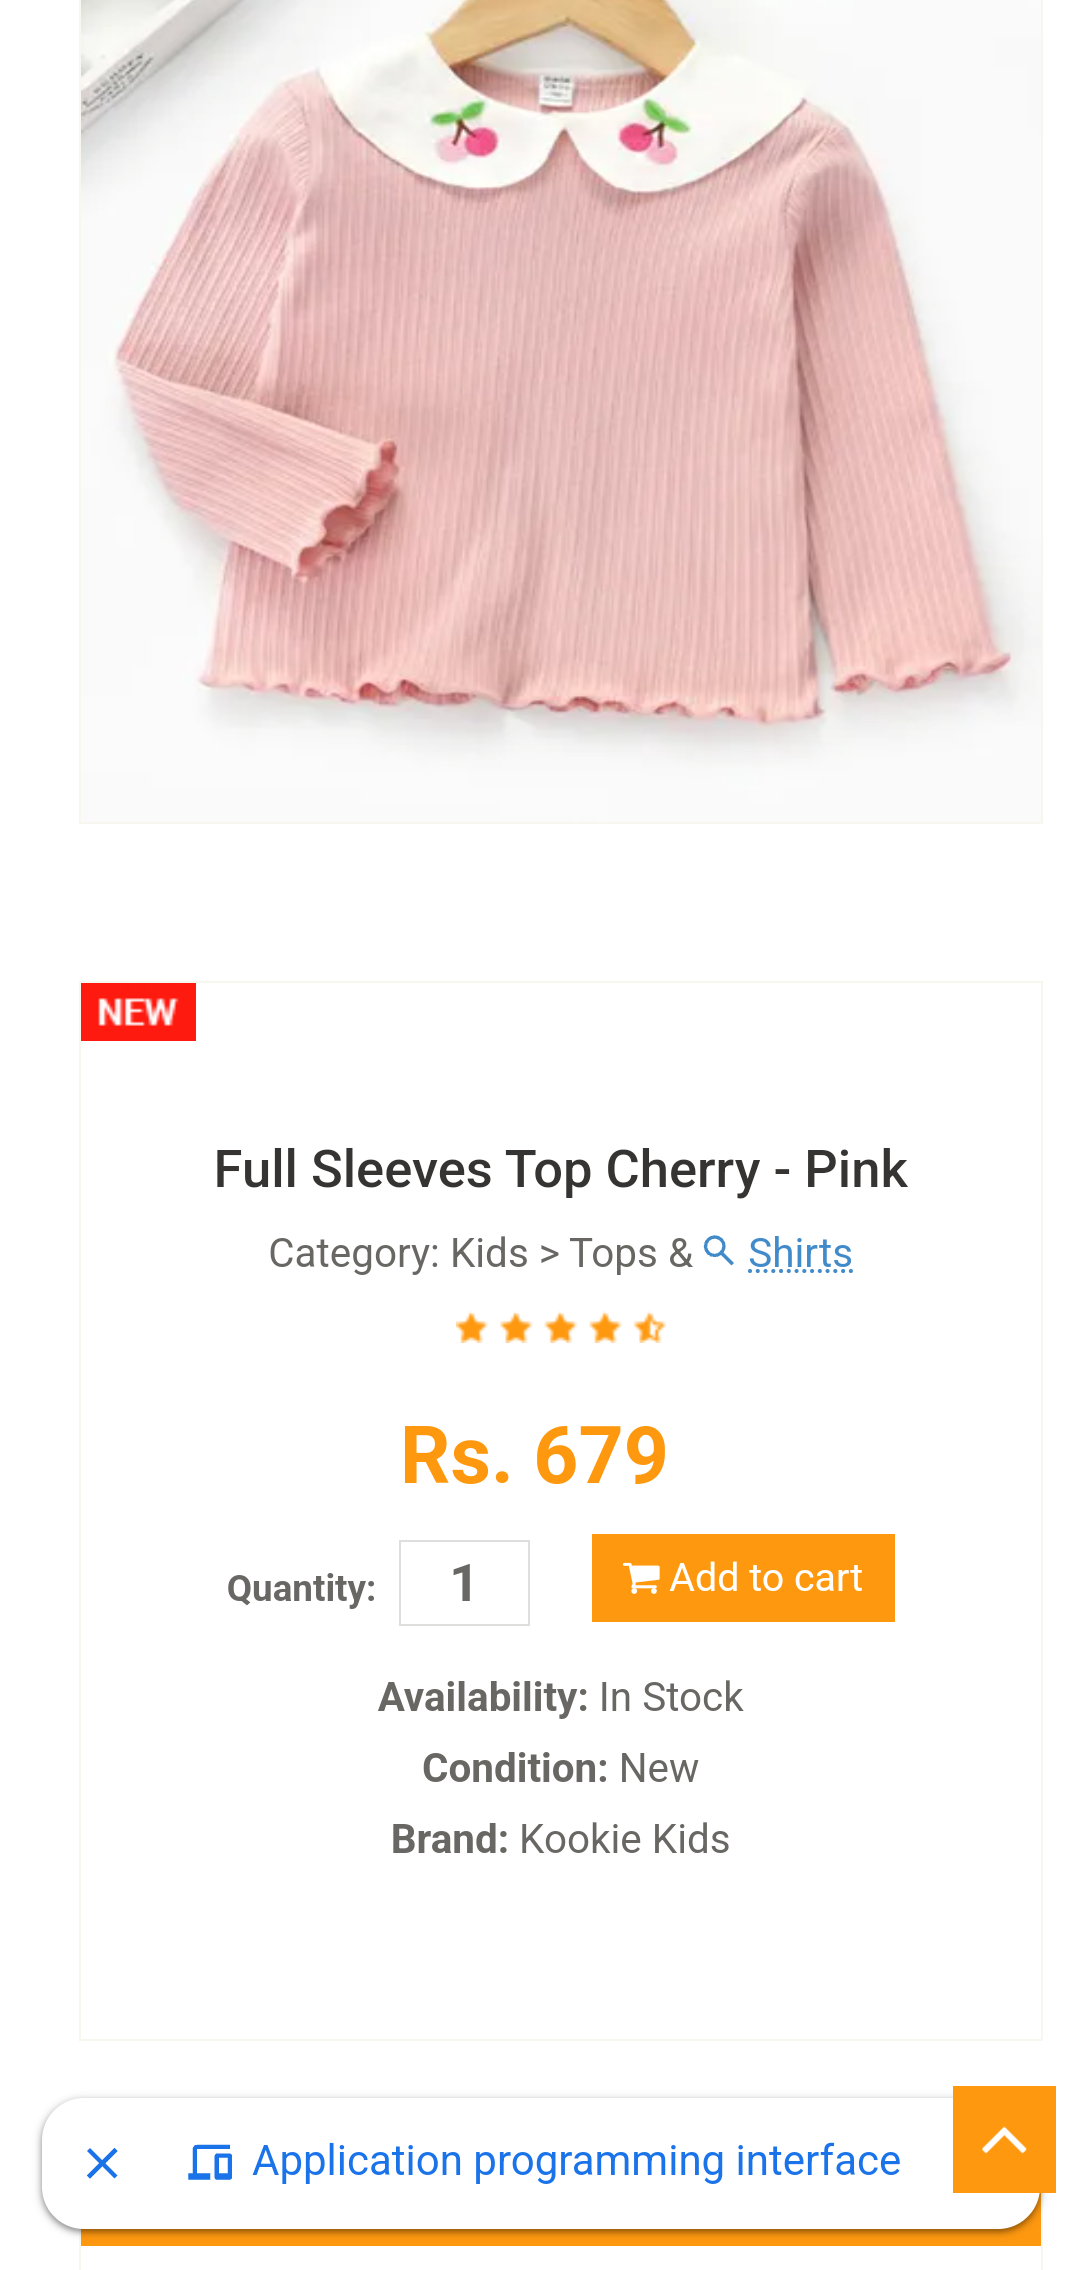 NEW
Full Sleeves Top Cherry - Pink
Category: Kids > Tops & Shirts
Rs. 679
Quantity: 1 Add to cart
Availability: In Stock
Condition: New
Brand: Kookie Kids
Application programming interface